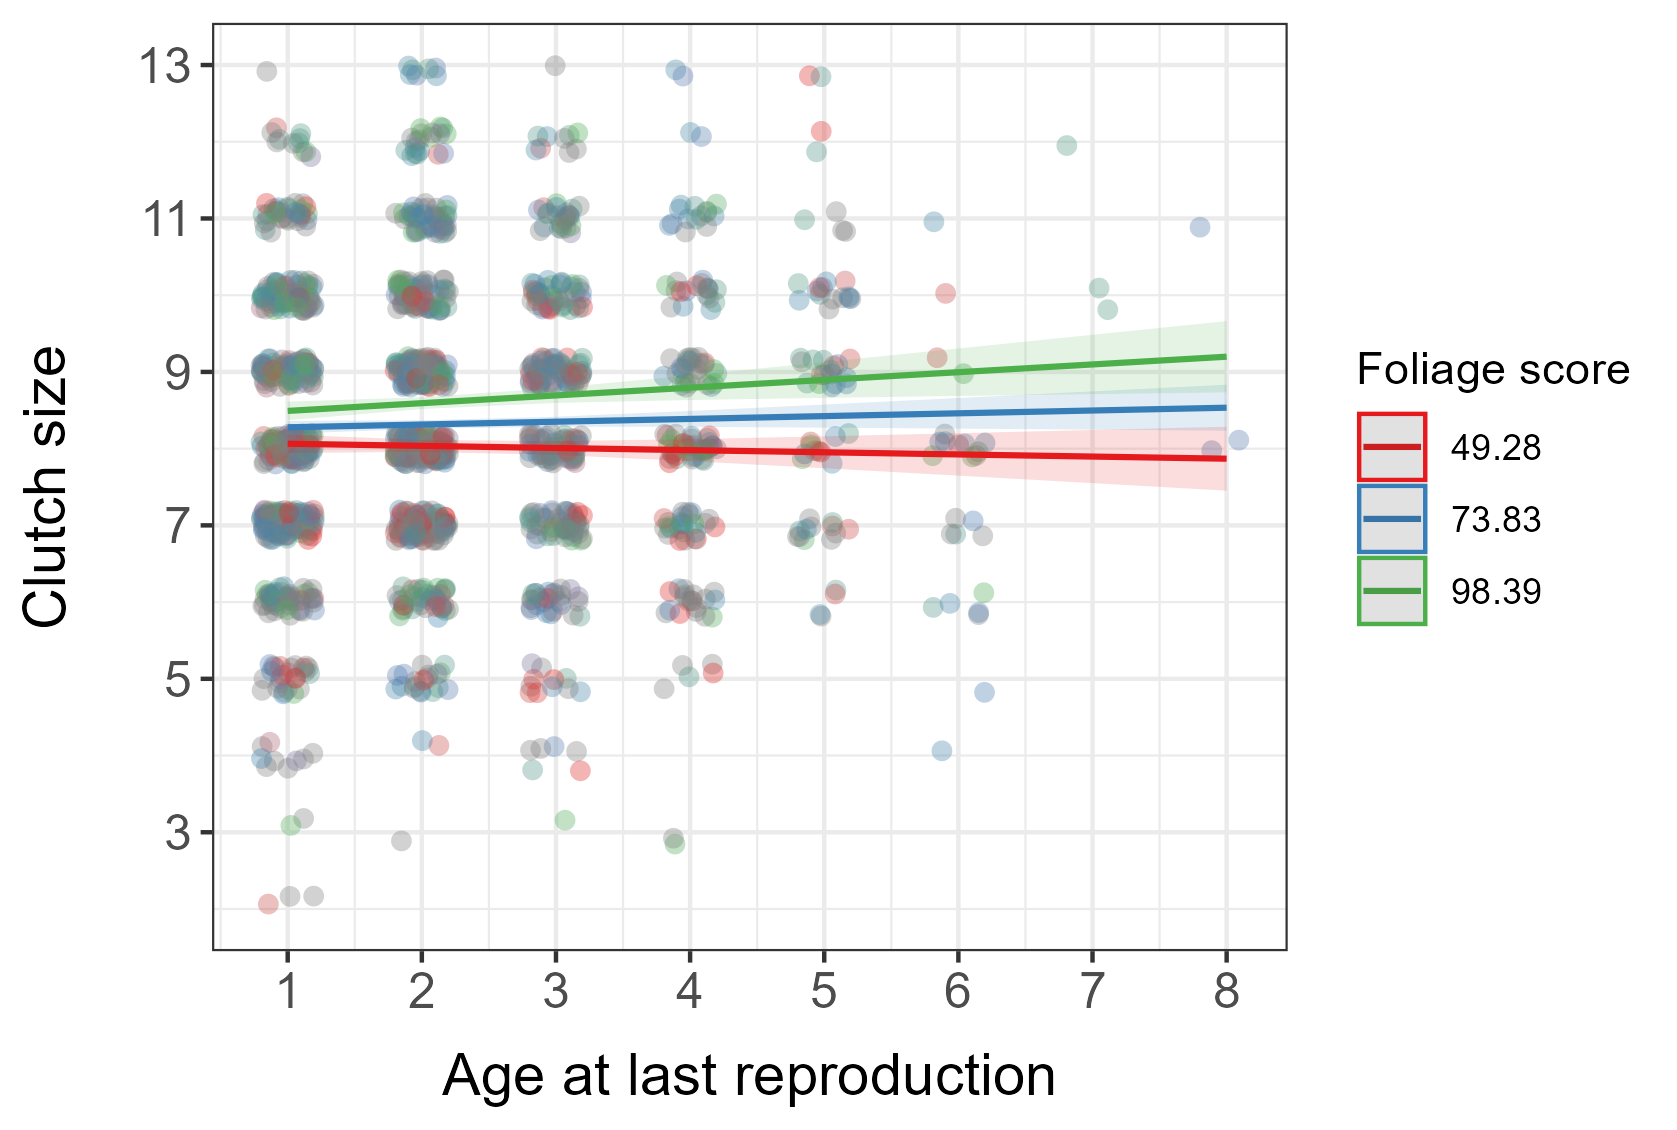 13
11
9
7
5
3
Clutch size
1 2 3 4 5 6 7 8
Age at last reproduction
Foliage score
49.28
73.83
98.39